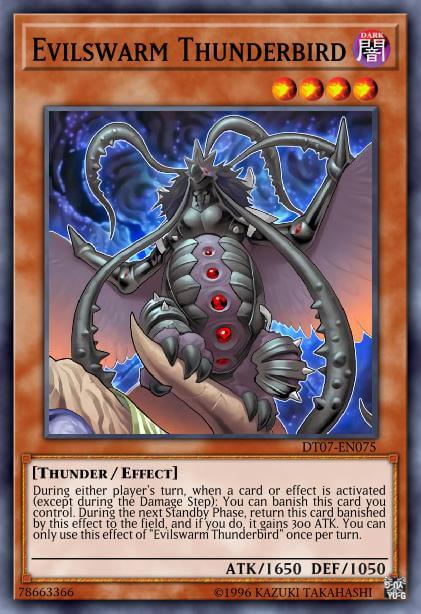 EVILSWARM THUNDERBIRD
DARK
闇
DT07-EN075
[THUNDER / EFFECT]
During either player's turn, when a card or effect is activated
(except during the Damage Step): You can banish this card you
control. During the next Standby Phase, return this card banished
by this effect to the field, and if you do, it gains 300 ATK. You can
only use this effect of "Evilswarm Thunderbird" once per turn.
ATK/1650 DEF/1050
78663366
©1996 KAZUKI TAKAHASHI